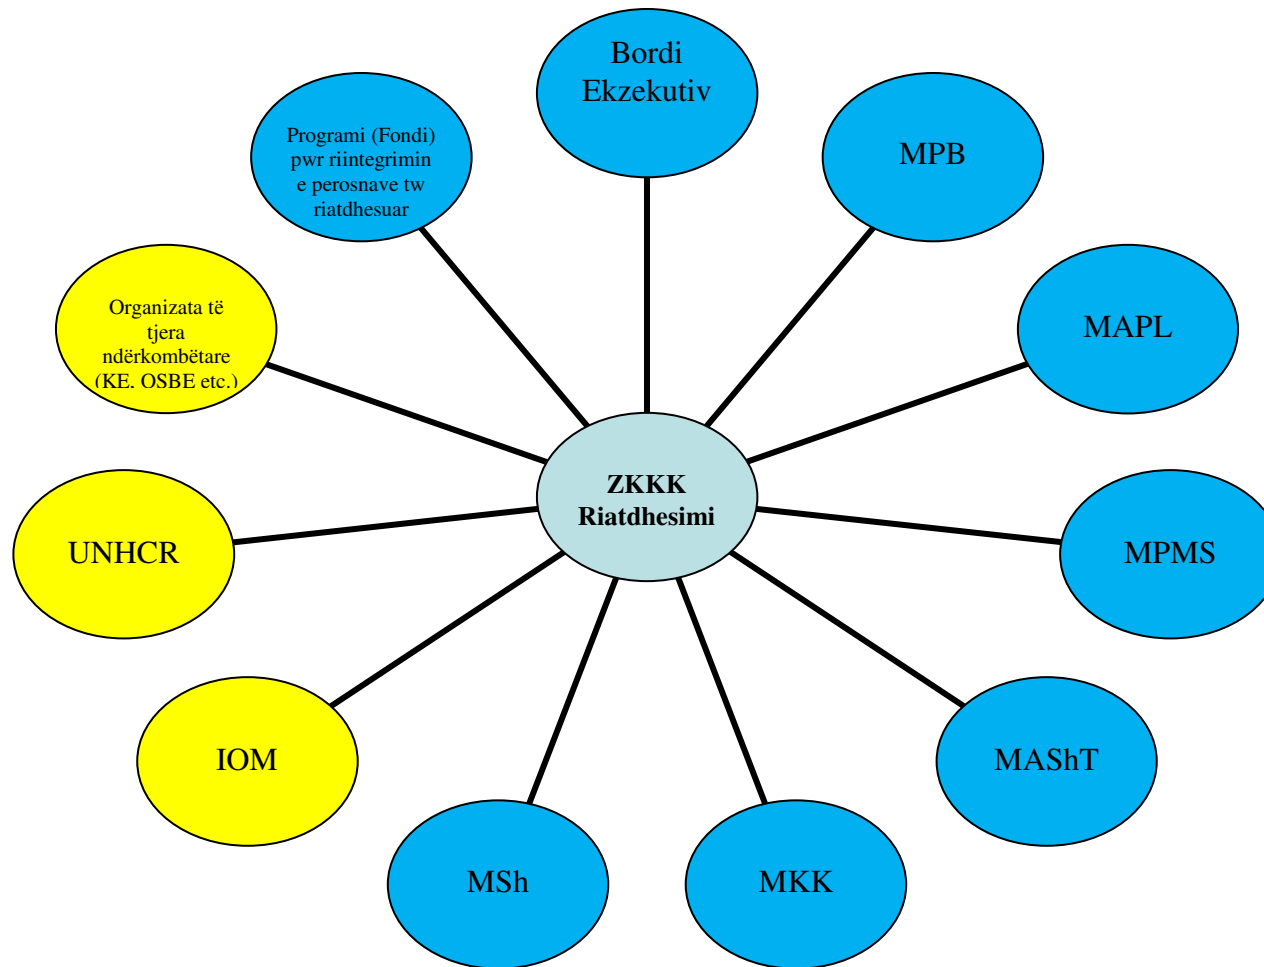 Bordi
Ekzekutiv
MPB
MAPL
MPMS
MAShT
MKK
MSh
IOM
UNHCR
Organizata të
tjera
ndërkombëtare
(KE, OSBE etc.)
Programi (Fondi)
pwr riintegrimin
e perosnave tw
riatdhesuar
ZKKK
Riatdhesimi